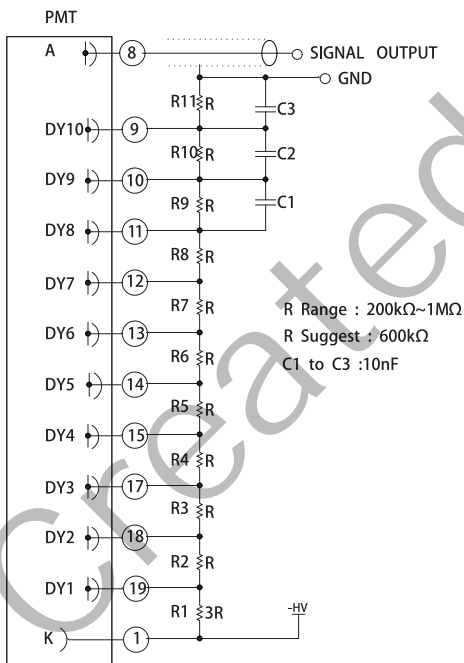 PMT
A
8
SIGNAL OUTPUT
GND
R11 R
C3
DY10
9
R10 R
C2
DY9
10
R9 R
C1
DY8
11
R8 R
DY7
12
R7 R
R Range : 200kΩ~1MΩ
DY6
13
R Suggest : 600kΩ
R6 R
C1 to C3 :10nF
DY5
14
R5 R
DY4
15
R4 R
DY3
17
R3 R
DY2
18
R2 R
DY1
19
R1 3R
-HV
K
1
Created